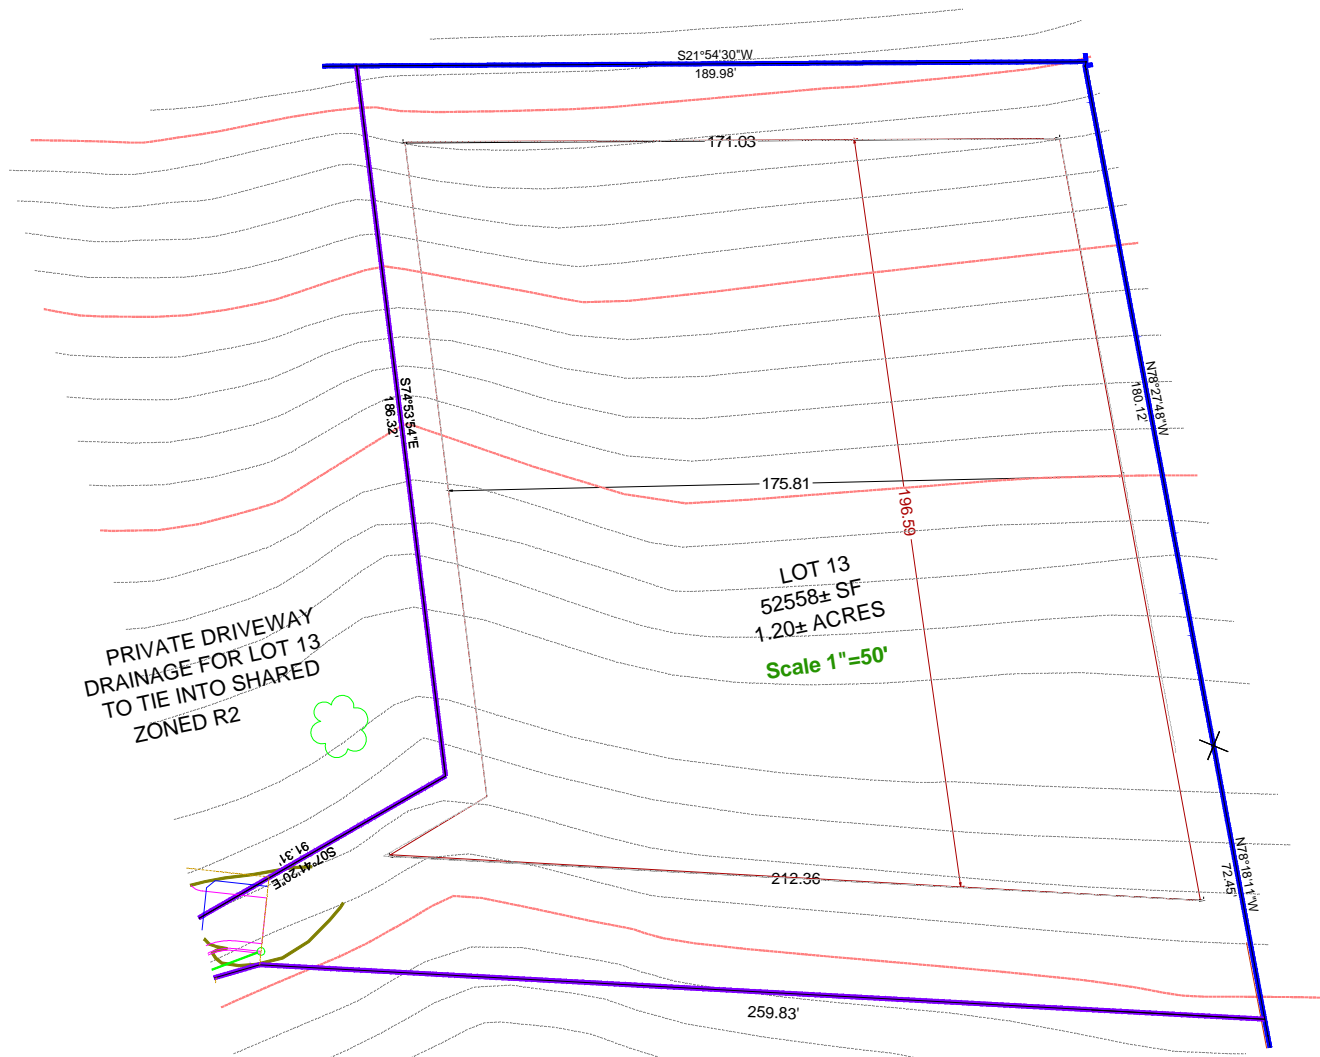 S21°54'30"W
189.98'
171.03
S74°53'54"E
186.32'
N78°27'48"W
180.12'
175.81
196.59
LOT 13
52558± SF
1.20± ACRES
Scale 1"=50'
PRIVATE DRIVEWAY
DRAINAGE FOR LOT 13
TO TIE INTO SHARED
ZONED R2
91.31'
S07°41'20"E
212.36
N78°18'11"W
72.45'
259.83'